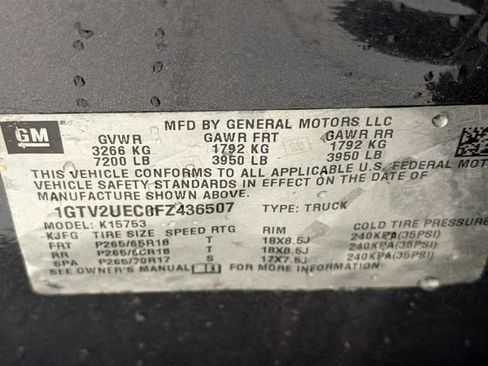 GM
MFD BY GENERAL MOTORS LLC
GVWR GAWR FRT GAWR RR
3266 KG 1792 KG 1792 KG
7200 LB 3950 LB 3950 LB
THIS VEHICLE CONFORMS TO ALL APPLICABLE U.S. FEDERAL MOTOR
VEHICLE SAFETY STANDARDS IN EFFECT ON THE DATE OF
MANUFACTURE SHOWN ABOVE.
1GTV2UEC0FZ436507 TYPE: TRUCK
MODEL: K15753
KJFG TIRE SIZE SPEED RTG RIM COLD TIRE PRESSURE
FRT P265/65R18 T 18X8.5J 240KPA(35PSI)
RR P265/65R18 T 18X8.5J 240KPA(35PSI)
SPA P265/70R17 S 17X7.5J 240KPA(35PSI)
SEE OWNER'S MANUAL FOR MORE INFORMATION.